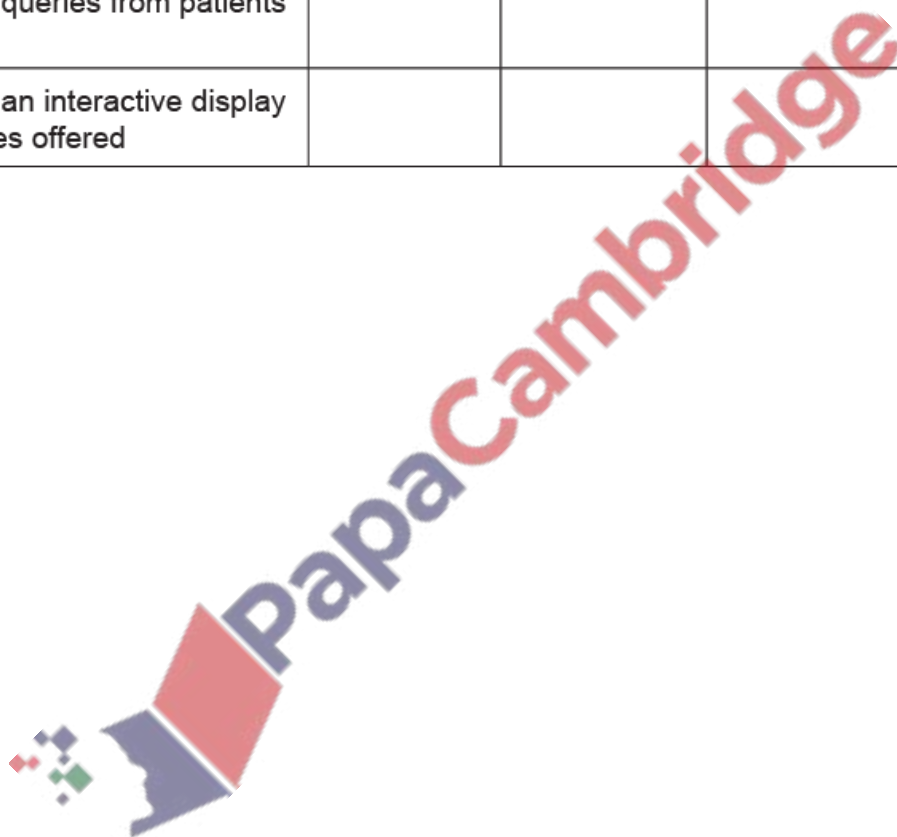 queries from patients
an interactive display
es offered
PapaCambridge